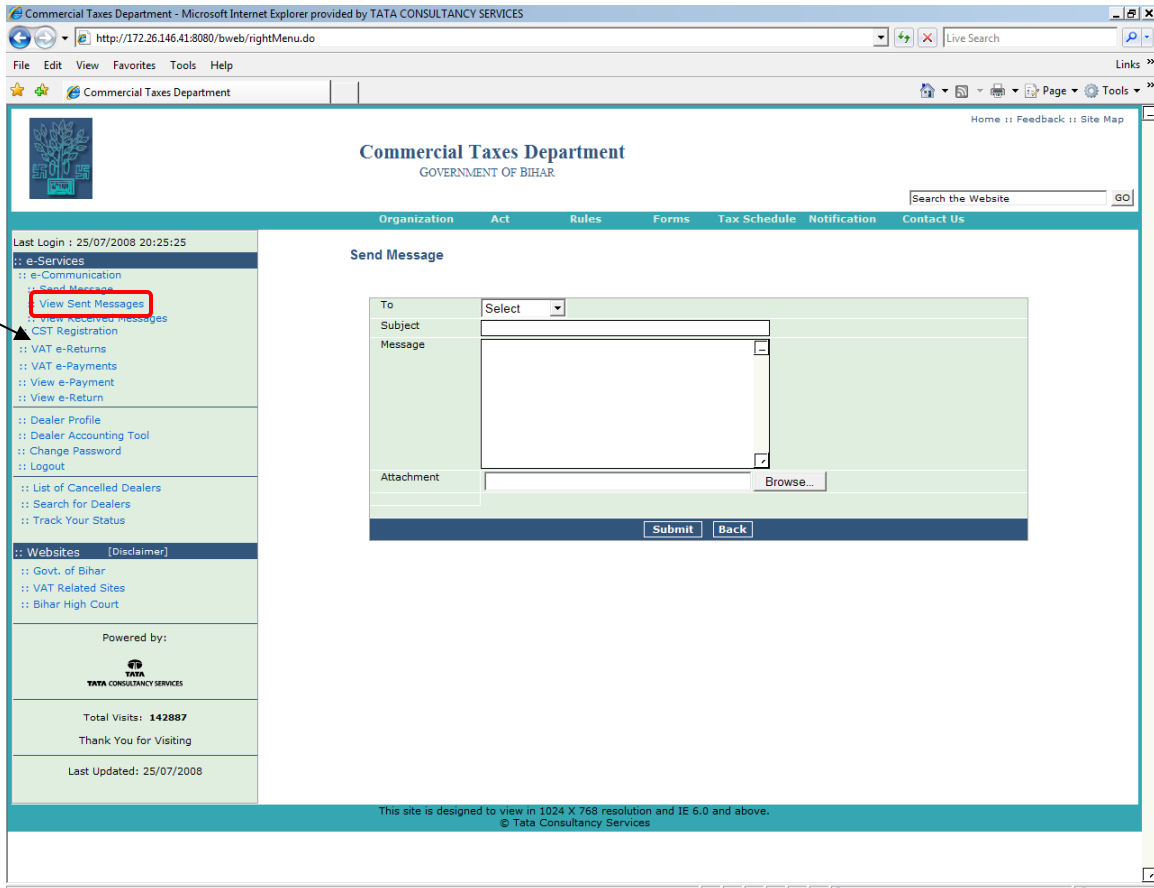 Commercial Taxes Department - Microsoft Internet Explorer provided by TATA CONSULTANCY SERVICES
http://172.26.146.41:8080/bweb/rightMenu.do
Live Search
File Edit View Favorites Tools Help
Links »
Commercial Taxes Department
Page Tools »
Home :: Feedback :: Site Map
Commercial Taxes Department
GOVERNMENT OF BIHAR
Search the Website GO
Organization Act Rules Forms Tax Schedule Notification Contact Us
Last Login : 25/07/2008 20:25:25
:: e-Services
:: e-Communication
:: Send Message
:: View Sent Messages
:: View Received Messages
:: CST Registration
:: VAT e-Returns
:: VAT e-Payments
:: View e-Payment
:: View e-Return
:: Dealer Profile
:: Dealer Accounting Tool
:: Change Password
:: Logout
:: List of Cancelled Dealers
:: Search for Dealers
:: Track Your Status
:: Websites [Disclaimer]
:: Govt. of Bihar
:: VAT Related Sites
:: Bihar High Court
Powered by:
TATA
TATA CONSULTANCY SERVICES
Total Visits: 142887
Thank You for Visiting
Last Updated: 25/07/2008
Send Message
To Select
Subject
Message
Attachment Browse...
Submit Back
This site is designed to view in 1024 X 768 resolution and IE 6.0 and above.
© Tata Consultancy Services